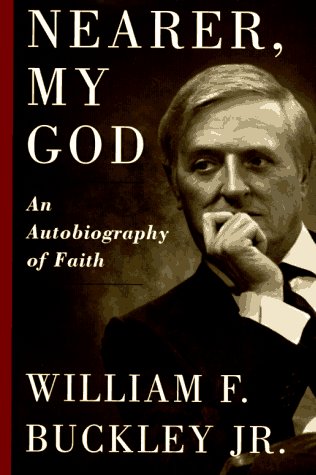 NEARER,
MY
GOD
An
Autobiography
of Faith
WILLIAM F.
BUCKLEY JR.